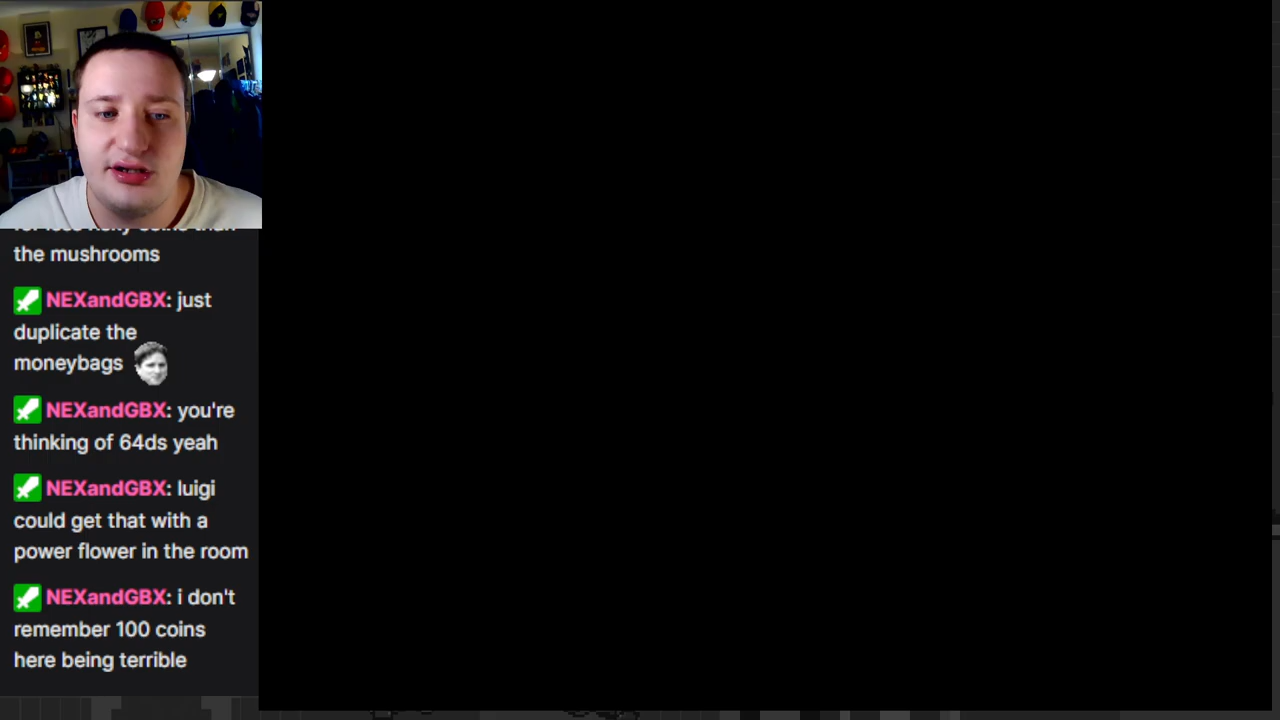 the mushrooms
NEXandGBX: just
duplicate the
moneybags
NEXandGBX: you're
thinking of 64ds yeah
NEXandGBX: luigi
could get that with a
power flower in the room
NEXandGBX: i don't
remember 100 coins
here being terrible